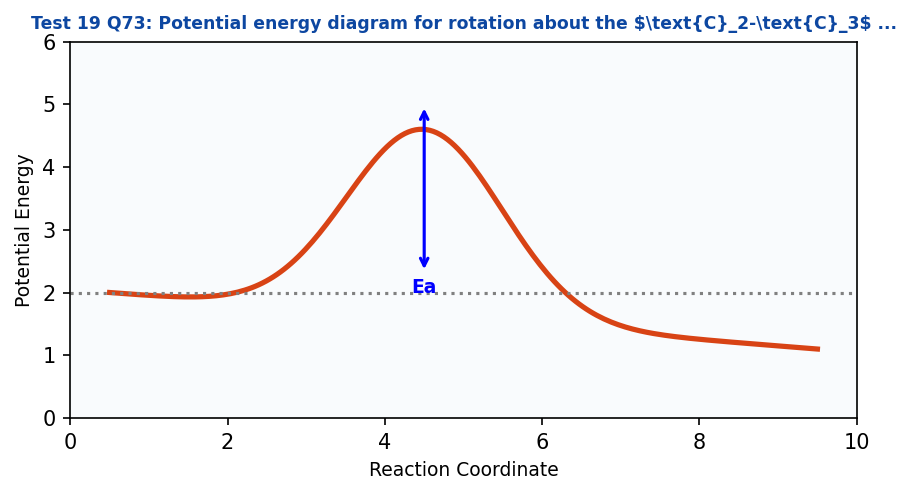 Test 19 Q73: Potential energy diagram for rotation about the $\text{C}_2-\text{C}_3$ ...
6
5
4
3
2
1
0
Potential Energy
Ea
0 2 4 6 8 10
Reaction Coordinate